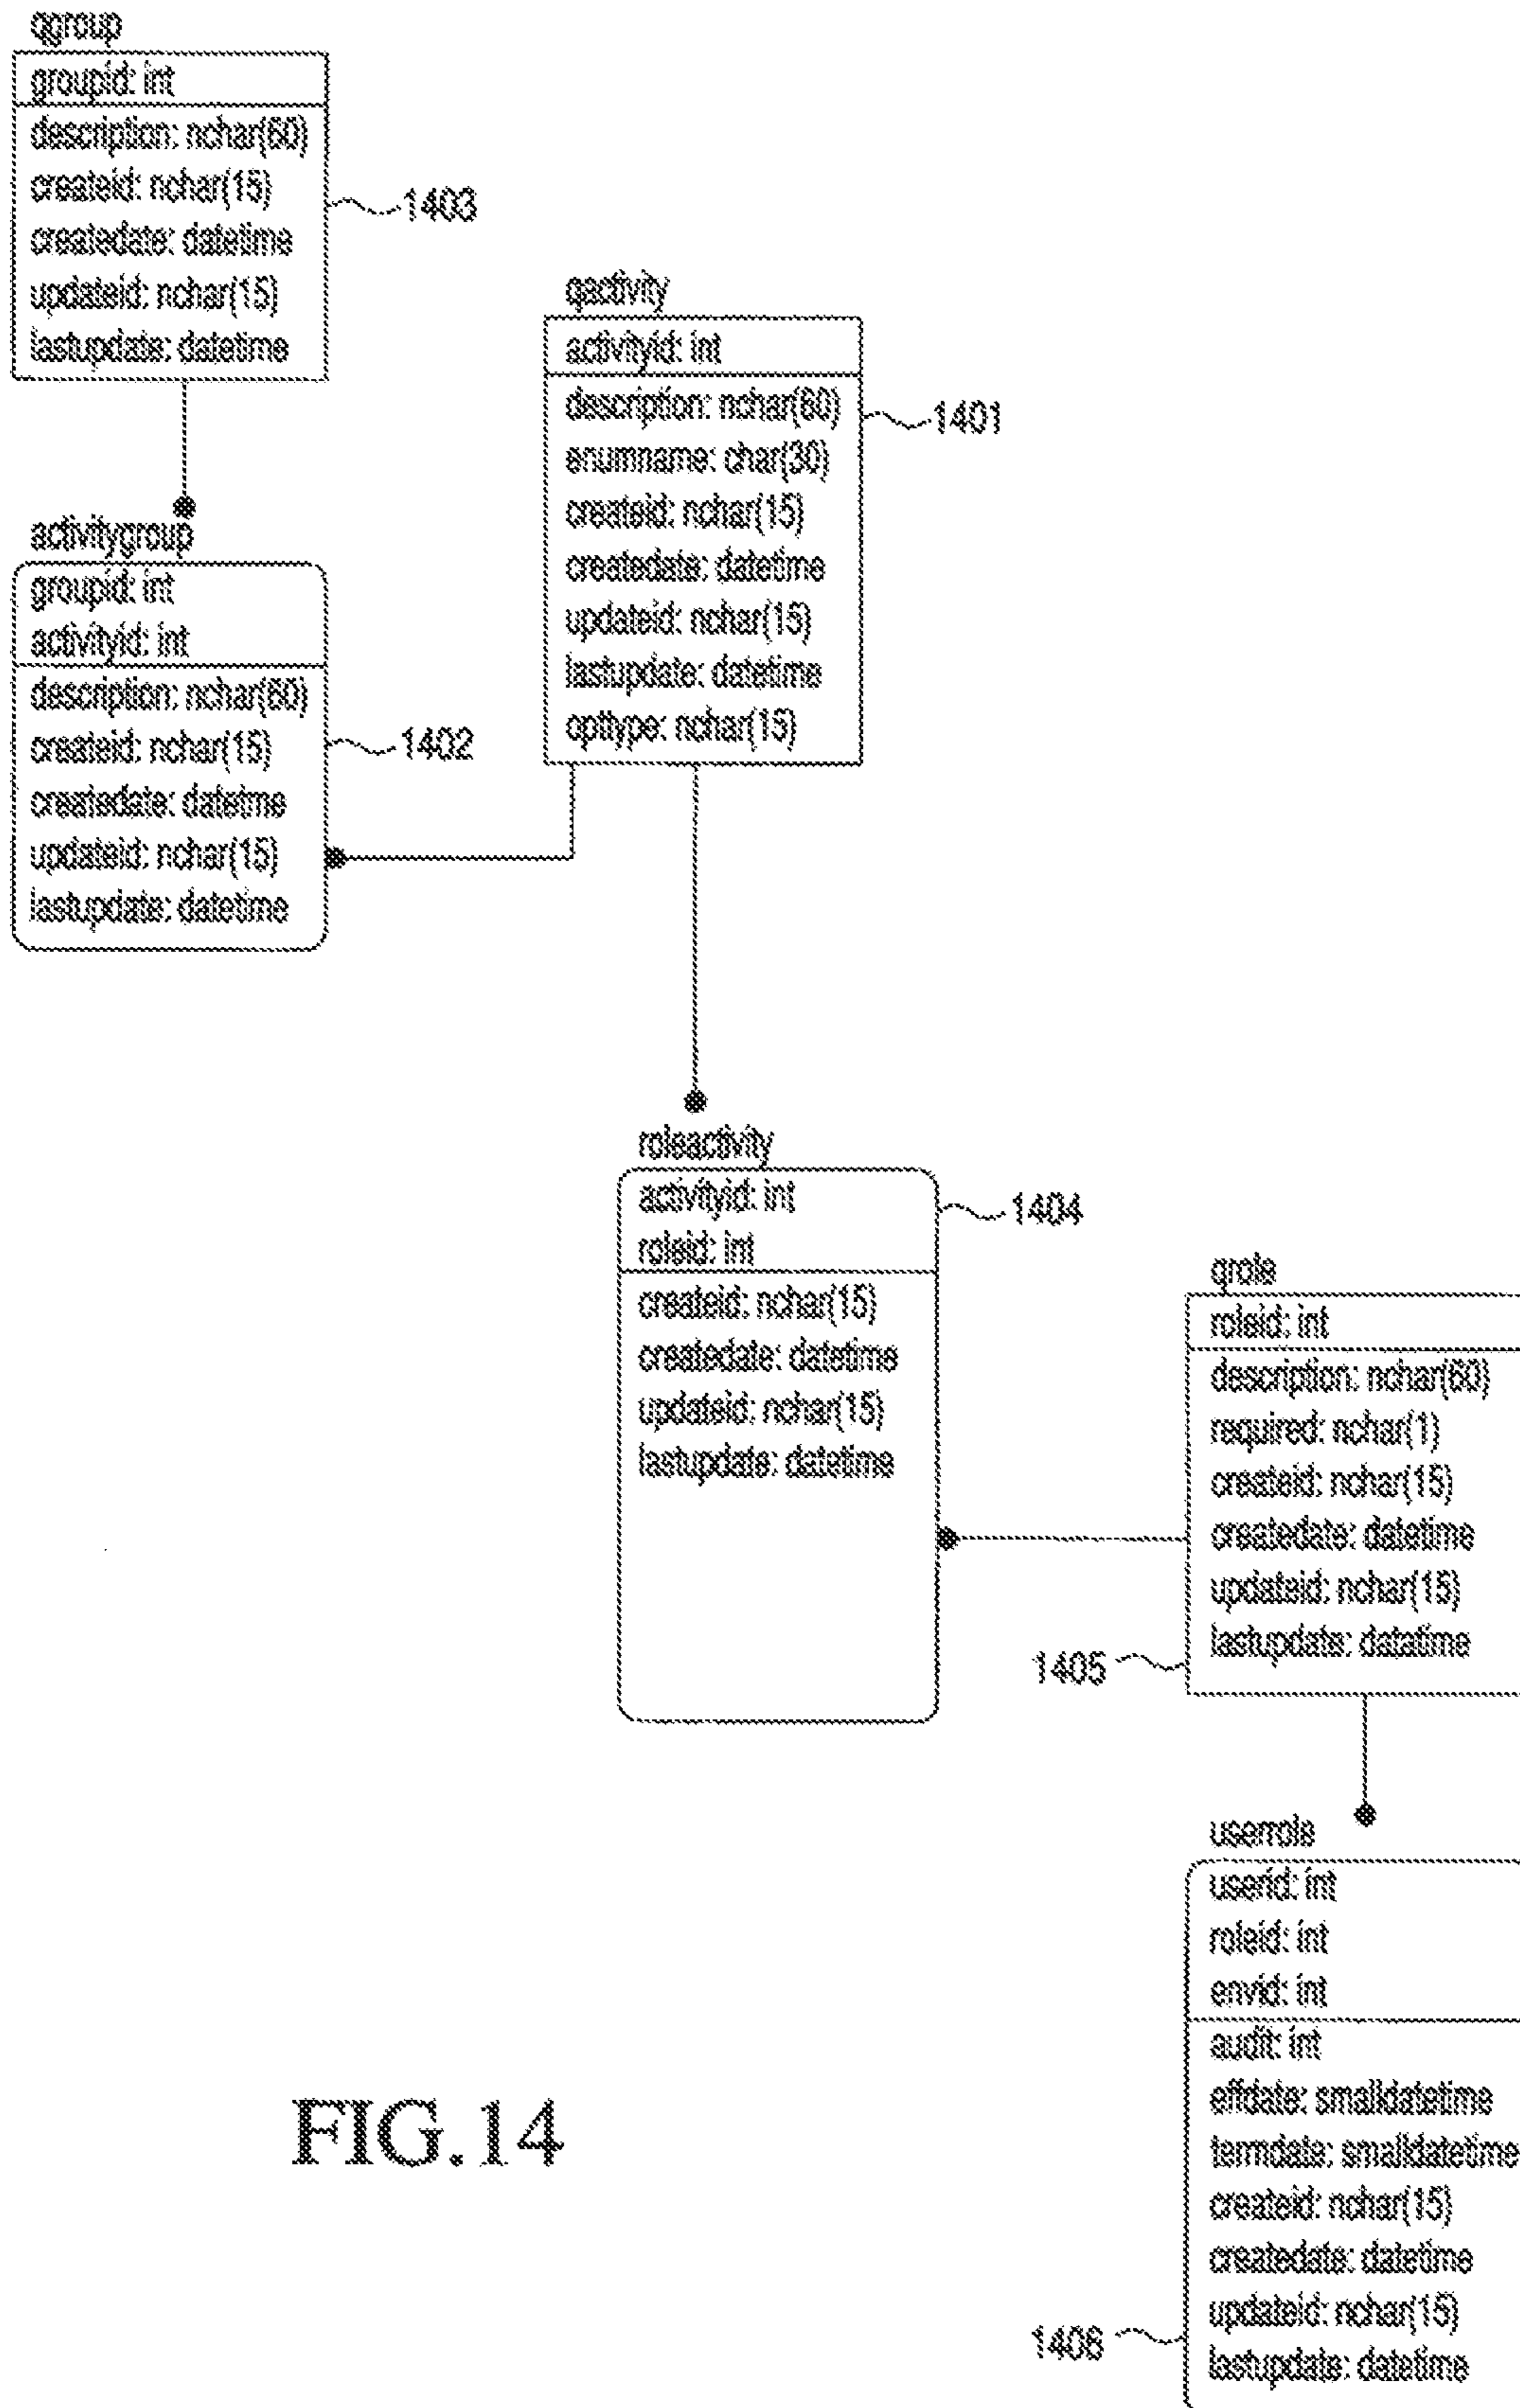 qgroup
groupid: int
description: nchar(60)
createid: nchar(15)
createdate: datetime
updateid: nchar(15)
lastupdate: datetime
1403
qactivity
activityid: int
description: nchar(60)
enumname: char(30)
createid: nchar(15)
createdate: datetime
updateid: nchar(15)
lastupdate: datetime
opttype: nchar(15)
1401
activitygroup
groupid: int
activityid: int
description: nchar(60)
createid: nchar(15)
createdate: datetime
updateid: nchar(15)
lastupdate: datetime
1402
roleactivity
activityid: int
roleid: int
createid: nchar(15)
createdate: datetime
updateid: nchar(15)
lastupdate: datetime
1404
qrole
roleid: int
description: nchar(60)
required: nchar(1)
createid: nchar(15)
createdate: datetime
updateid: nchar(15)
lastupdate: datatime
1405
userrole
userid: int
roleid: int
envid: int
audit: int
effdate: smalldatetime
termdate: smalldatetime
createid: nchar(15)
createdate: datetime
updateid: nchar(15)
lastupdate: datetime
1406
FIG.14